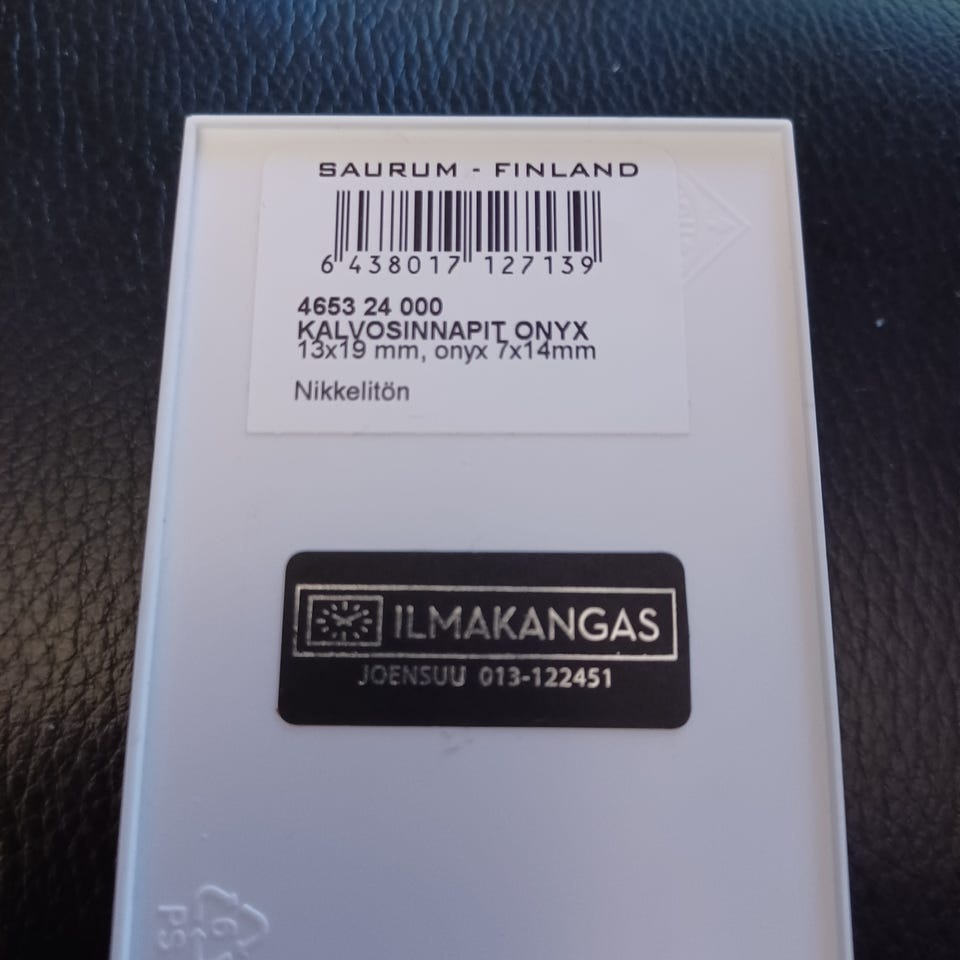 SAURUM - FINLAND
6 438017 127139
4653 24 000
KALVOSINNAPIT ONYX
13x19 mm, onyx 7x14mm
Nikkelitön
ILMAKANGAS
JOENSUU 013-122451
6
PS